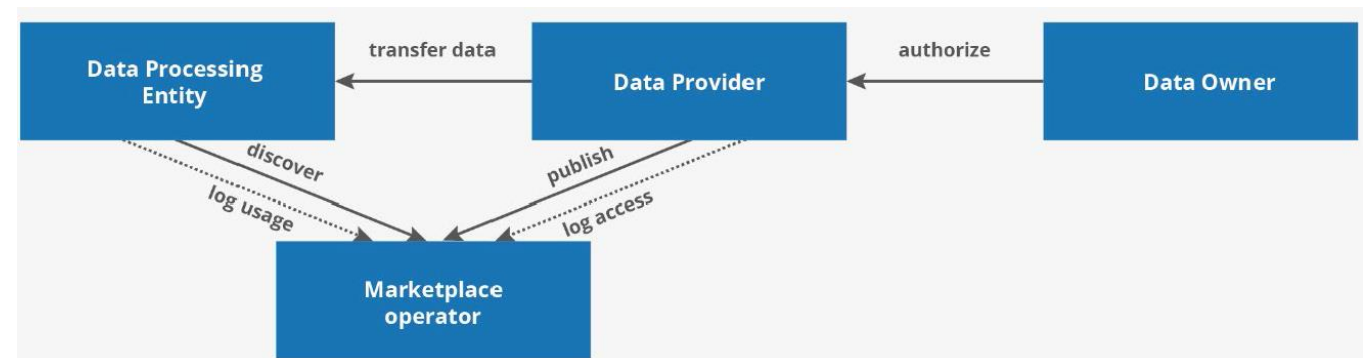 transfer data
authorize
Data Processing
Entity
Data Provider
Data Owner
discover
log usage
publish
log access
Marketplace
operator